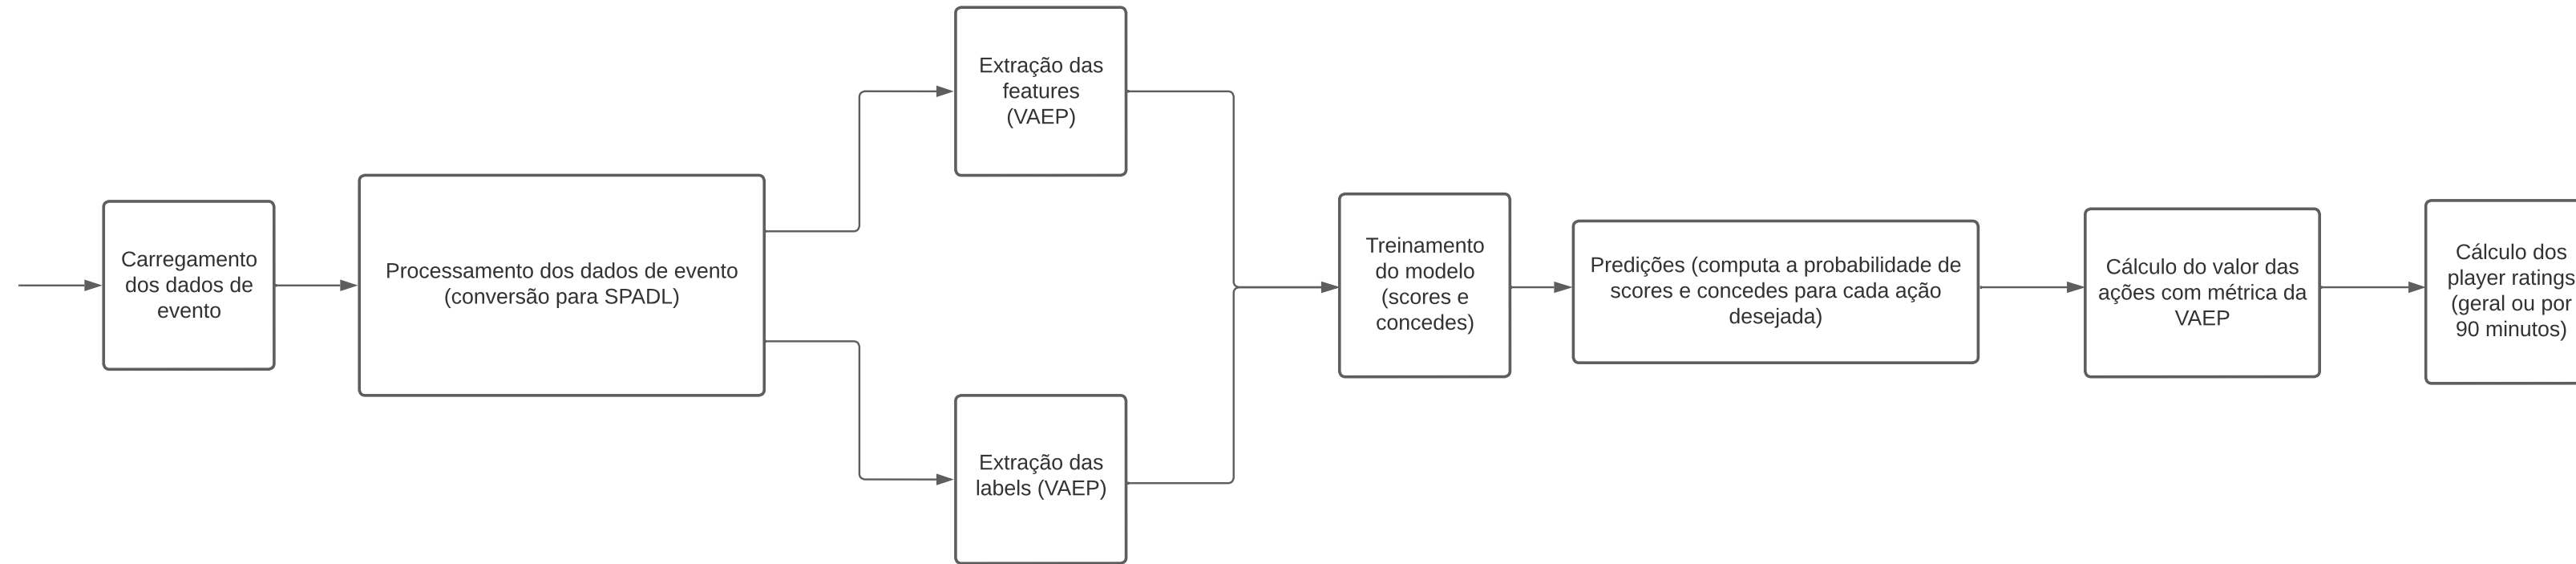 Carregamento
dos dados de
evento
Processamento dos dados de evento
(conversão para SPADL)
Extração das
features
(VAEP)
Extração das
labels (VAEP)
Treinamento
do modelo
(scores e
concedes)
Predições (computa a probabilidade de
scores e concedes para cada ação
desejada)
Cálculo do valor das
ações com métrica da
VAEP
Cálculo dos
player ratings
(geral ou por
90 minutos)